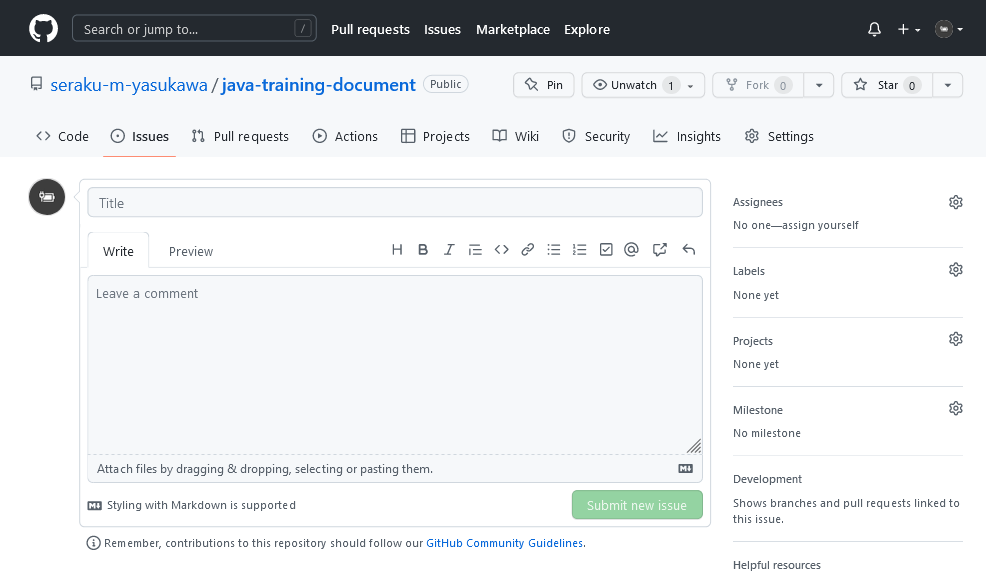 Search or jump to... /
Pull requests Issues Marketplace Explore
seraku-m-yasukawa / java-training-document Public
Pin Unwatch 1 Fork 0 Star 0
Code Issues Pull requests Actions Projects Wiki Security Insights Settings
Title
Write Preview
Leave a comment
Attach files by dragging & dropping, selecting or pasting them.
Styling with Markdown is supported
Submit new issue
Remember, contributions to this repository should follow our GitHub Community Guidelines.
Assignees
No one—assign yourself
Labels
None yet
Projects
None yet
Milestone
No milestone
Development
Shows branches and pull requests linked to
this issue.
Helpful resources